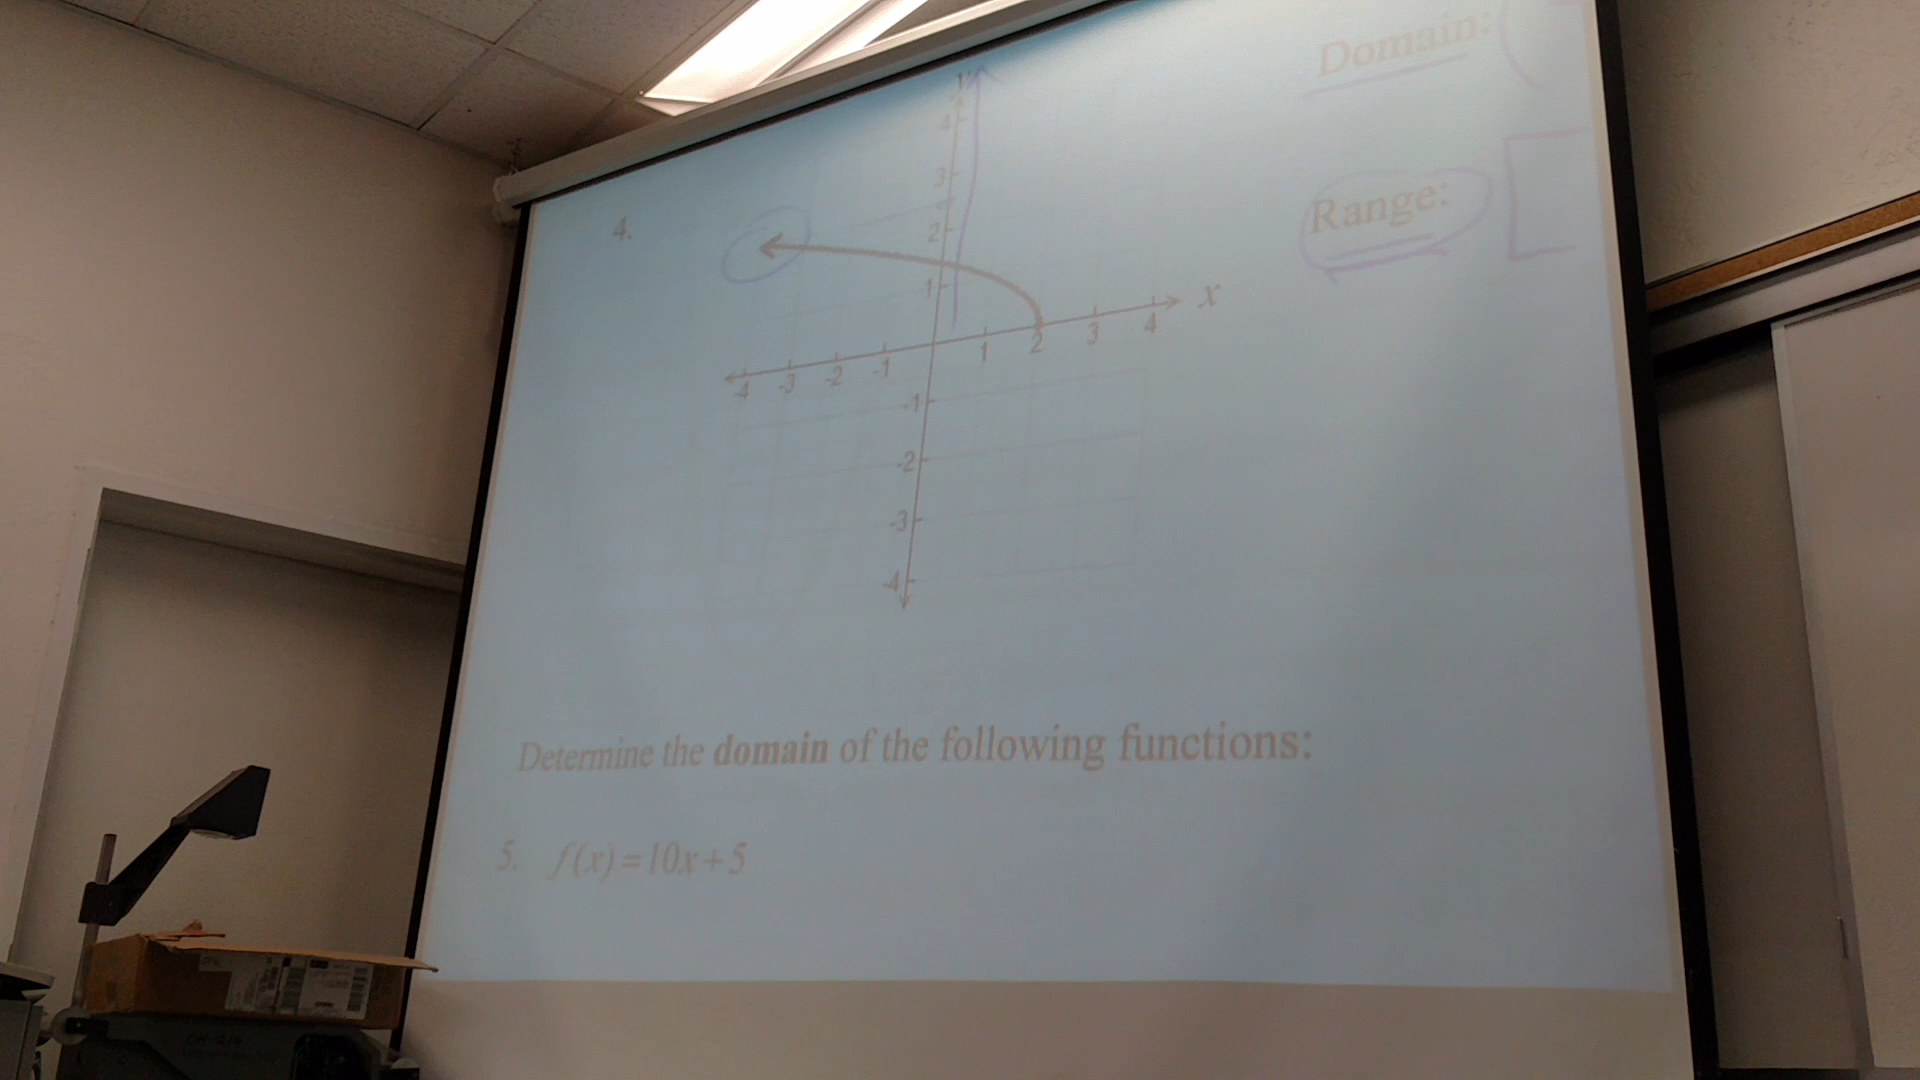 Domain:
y
4
3
4.
Range:
2
1
x
-4 -3 -2 -1 1 2 3 4
-1
-2
-3
-4
Determine the domain of the following functions:
5. f(x)=10x+5